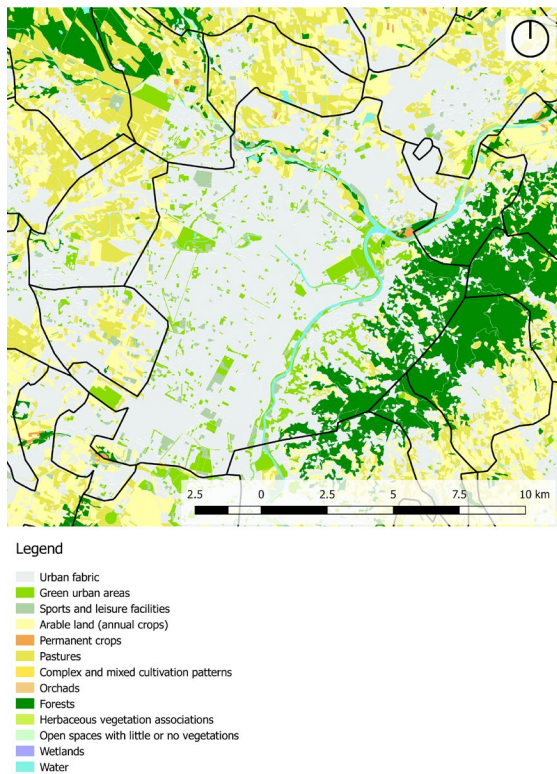 2.5 0 2.5 5 7.5 10 km
Legend
Urban fabric
Green urban areas
Sports and leisure facilities
Arable land (annual crops)
Permanent crops
Pastures
Complex and mixed cultivation patterns
Orchads
Forests
Herbaceous vegetation associations
Open spaces with little or no vegetations
Wetlands
Water